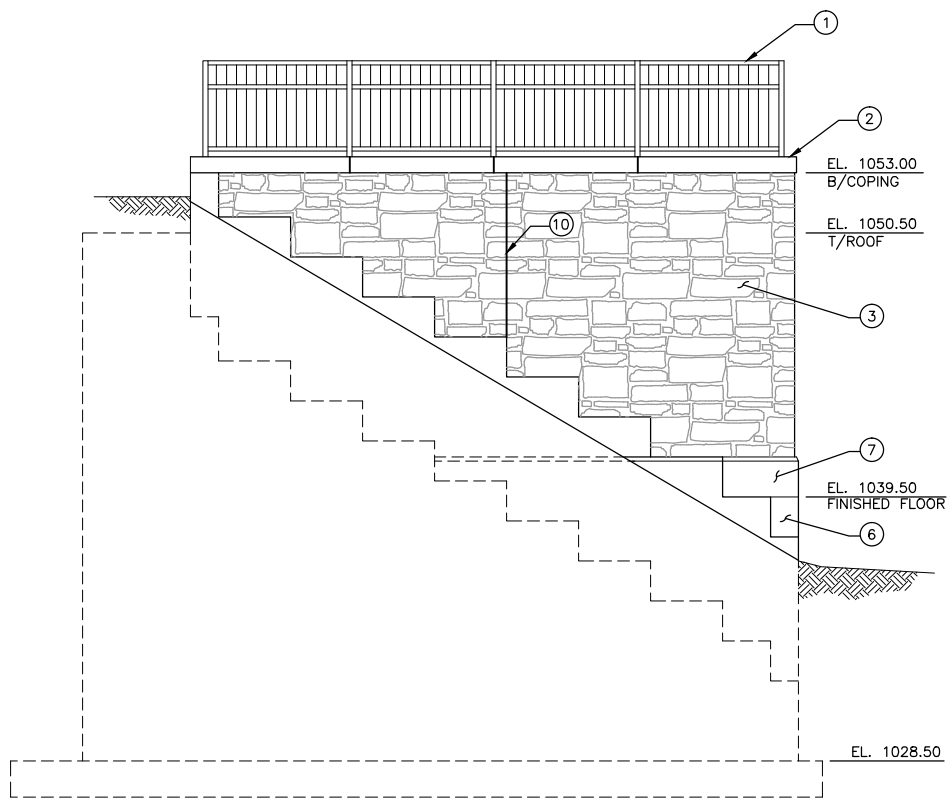 1
2
EL. 1053.00
B/COPING
10
EL. 1050.50
T/ROOF
3
7
EL. 1039.50
FINISHED FLOOR
6
EL. 1028.50